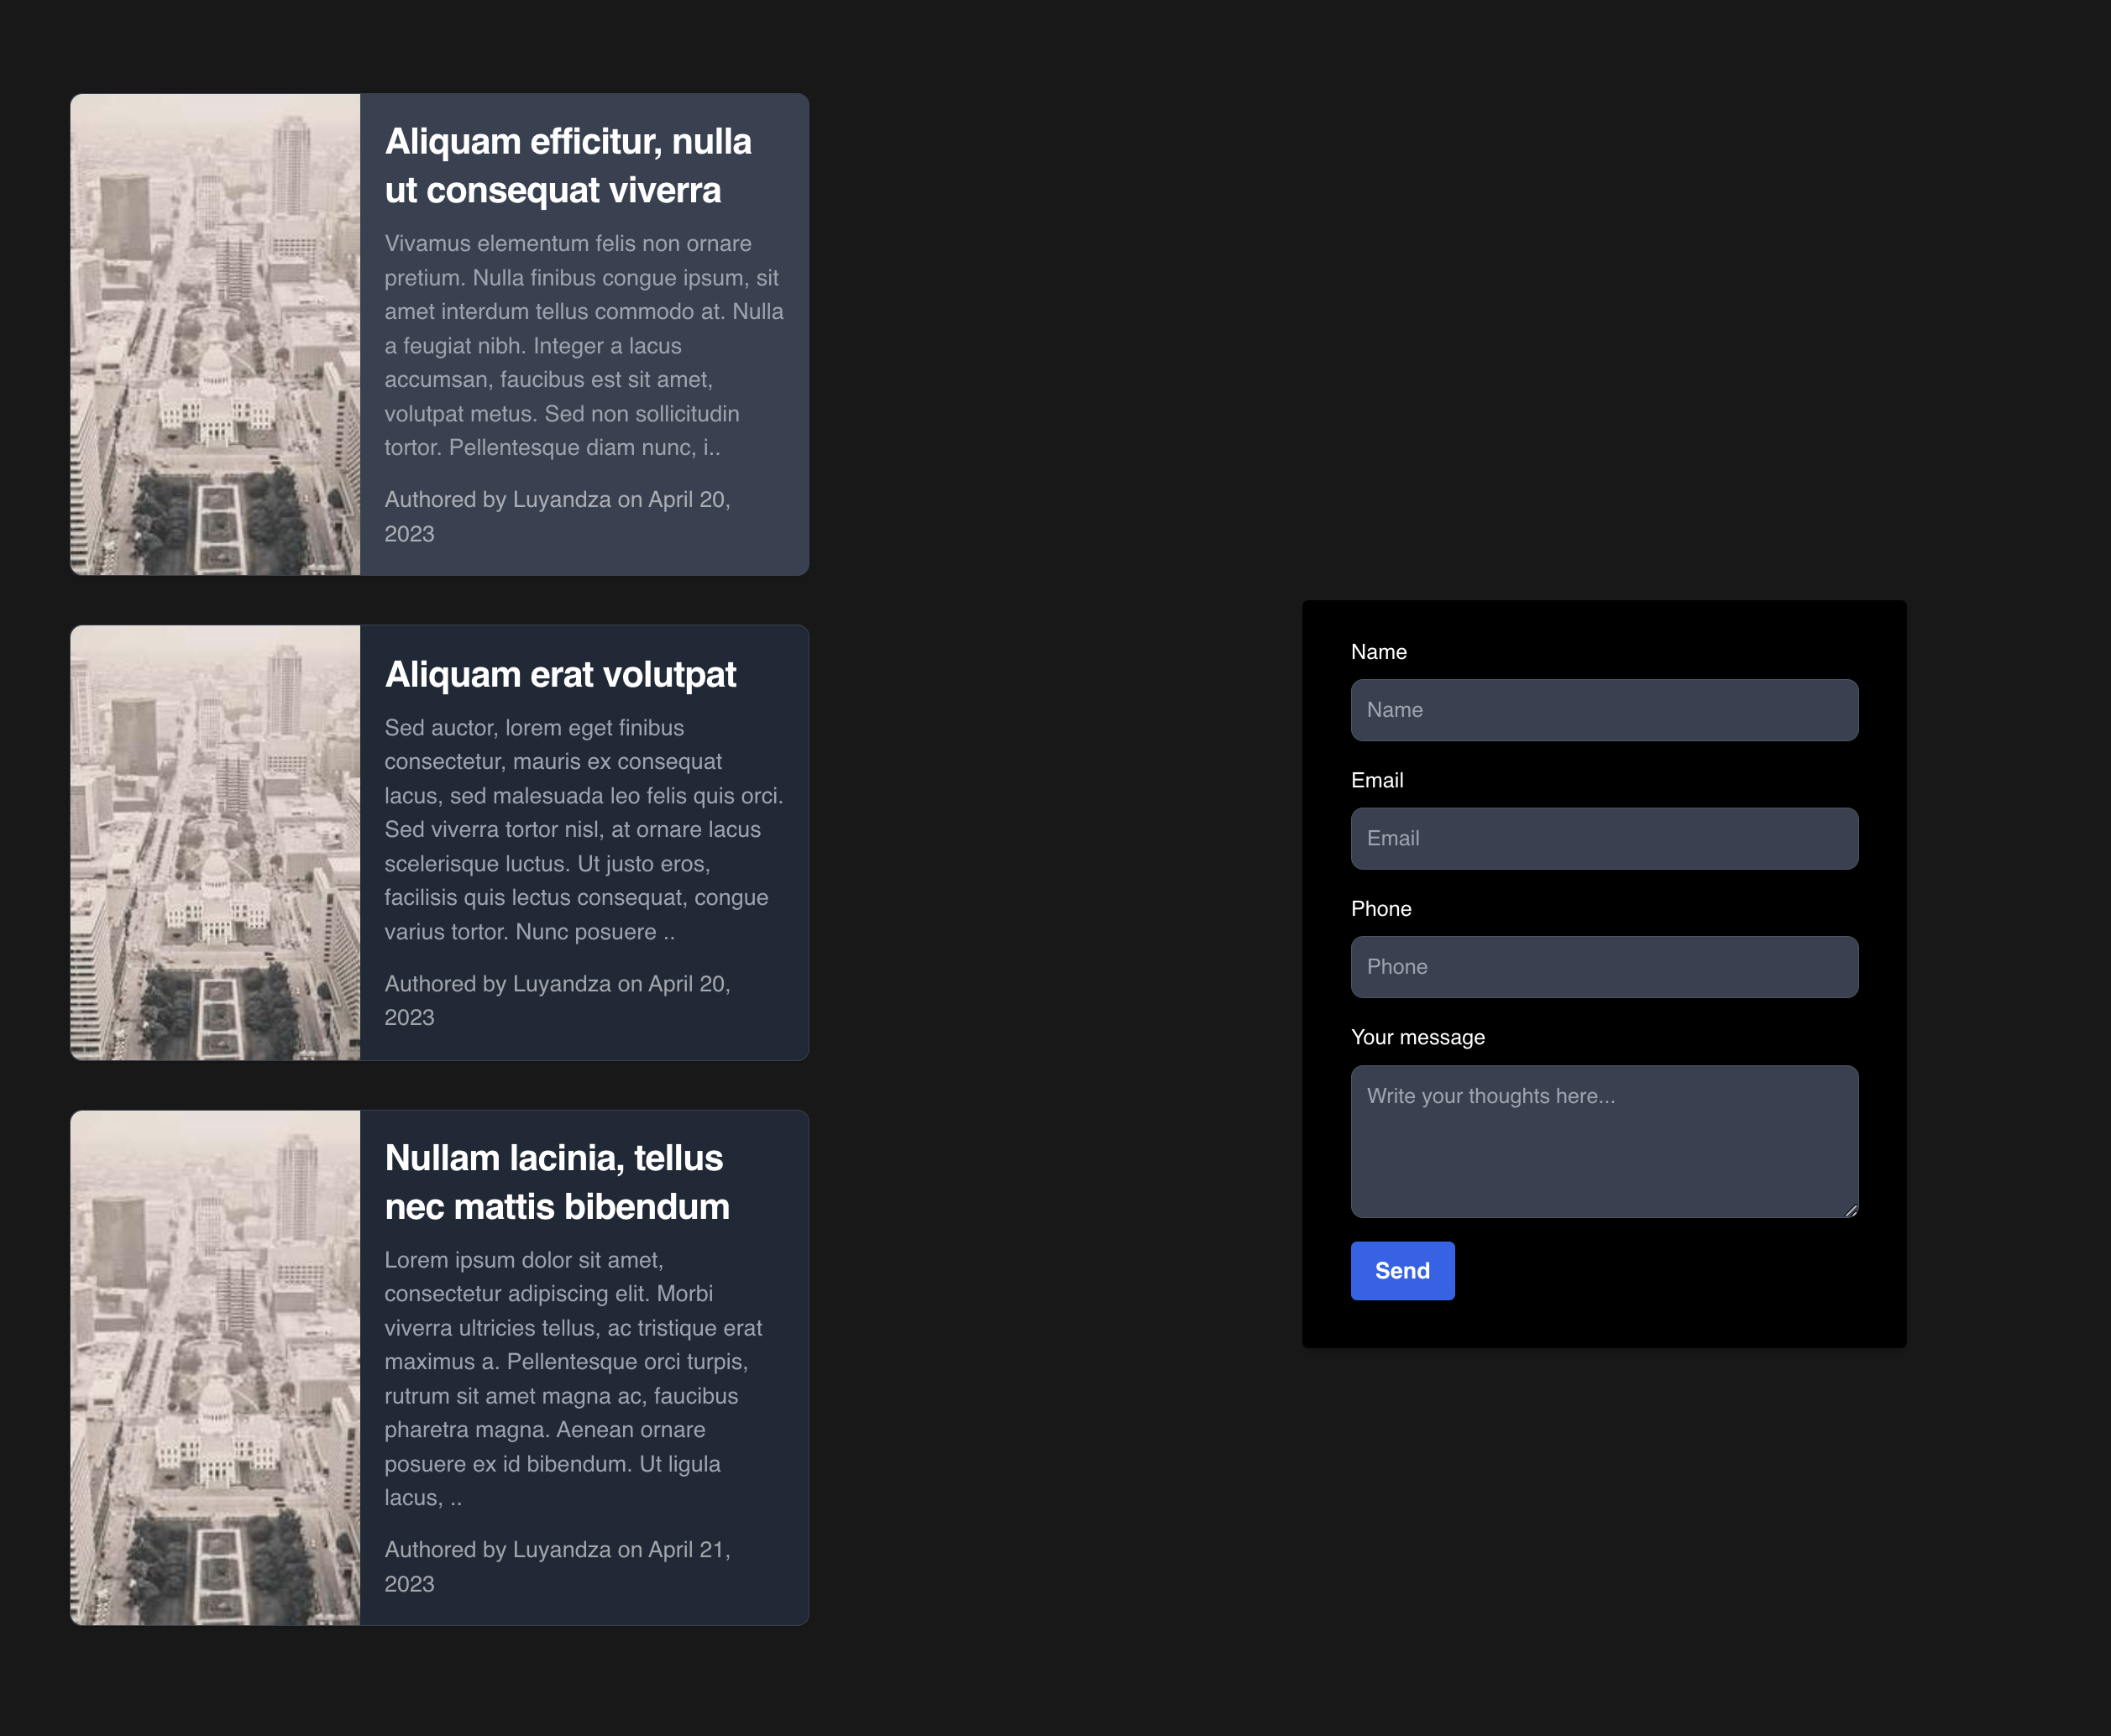 Aliquam efficitur, nulla
ut consequat viverra
Vivamus elementum felis non ornare
pretium. Nulla finibus congue ipsum, sit
amet interdum tellus commodo at. Nulla
a feugiat nibh. Integer a lacus
accumsan, faucibus est sit amet,
volutpat metus. Sed non sollicitudin
tortor. Pellentesque diam nunc, i..
Authored by Luyandza on April 20,
2023
Aliquam erat volutpat
Sed auctor, lorem eget finibus
consectetur, mauris ex consequat
lacus, sed malesuada leo felis quis orci.
Sed viverra tortor nisl, at ornare lacus
scelerisque luctus. Ut justo eros,
facilisis quis lectus consequat, congue
varius tortor. Nunc posuere ..
Authored by Luyandza on April 20,
2023
Nullam lacinia, tellus
nec mattis bibendum
Lorem ipsum dolor sit amet,
consectetur adipiscing elit. Morbi
viverra ultricies tellus, ac tristique erat
maximus a. Pellentesque orci turpis,
rutrum sit amet magna ac, faucibus
pharetra magna. Aenean ornare
posuere ex id bibendum. Ut ligula
lacus, ..
Authored by Luyandza on April 21,
2023
Name
Name
Email
Email
Phone
Phone
Your message
Write your thoughts here...
Send